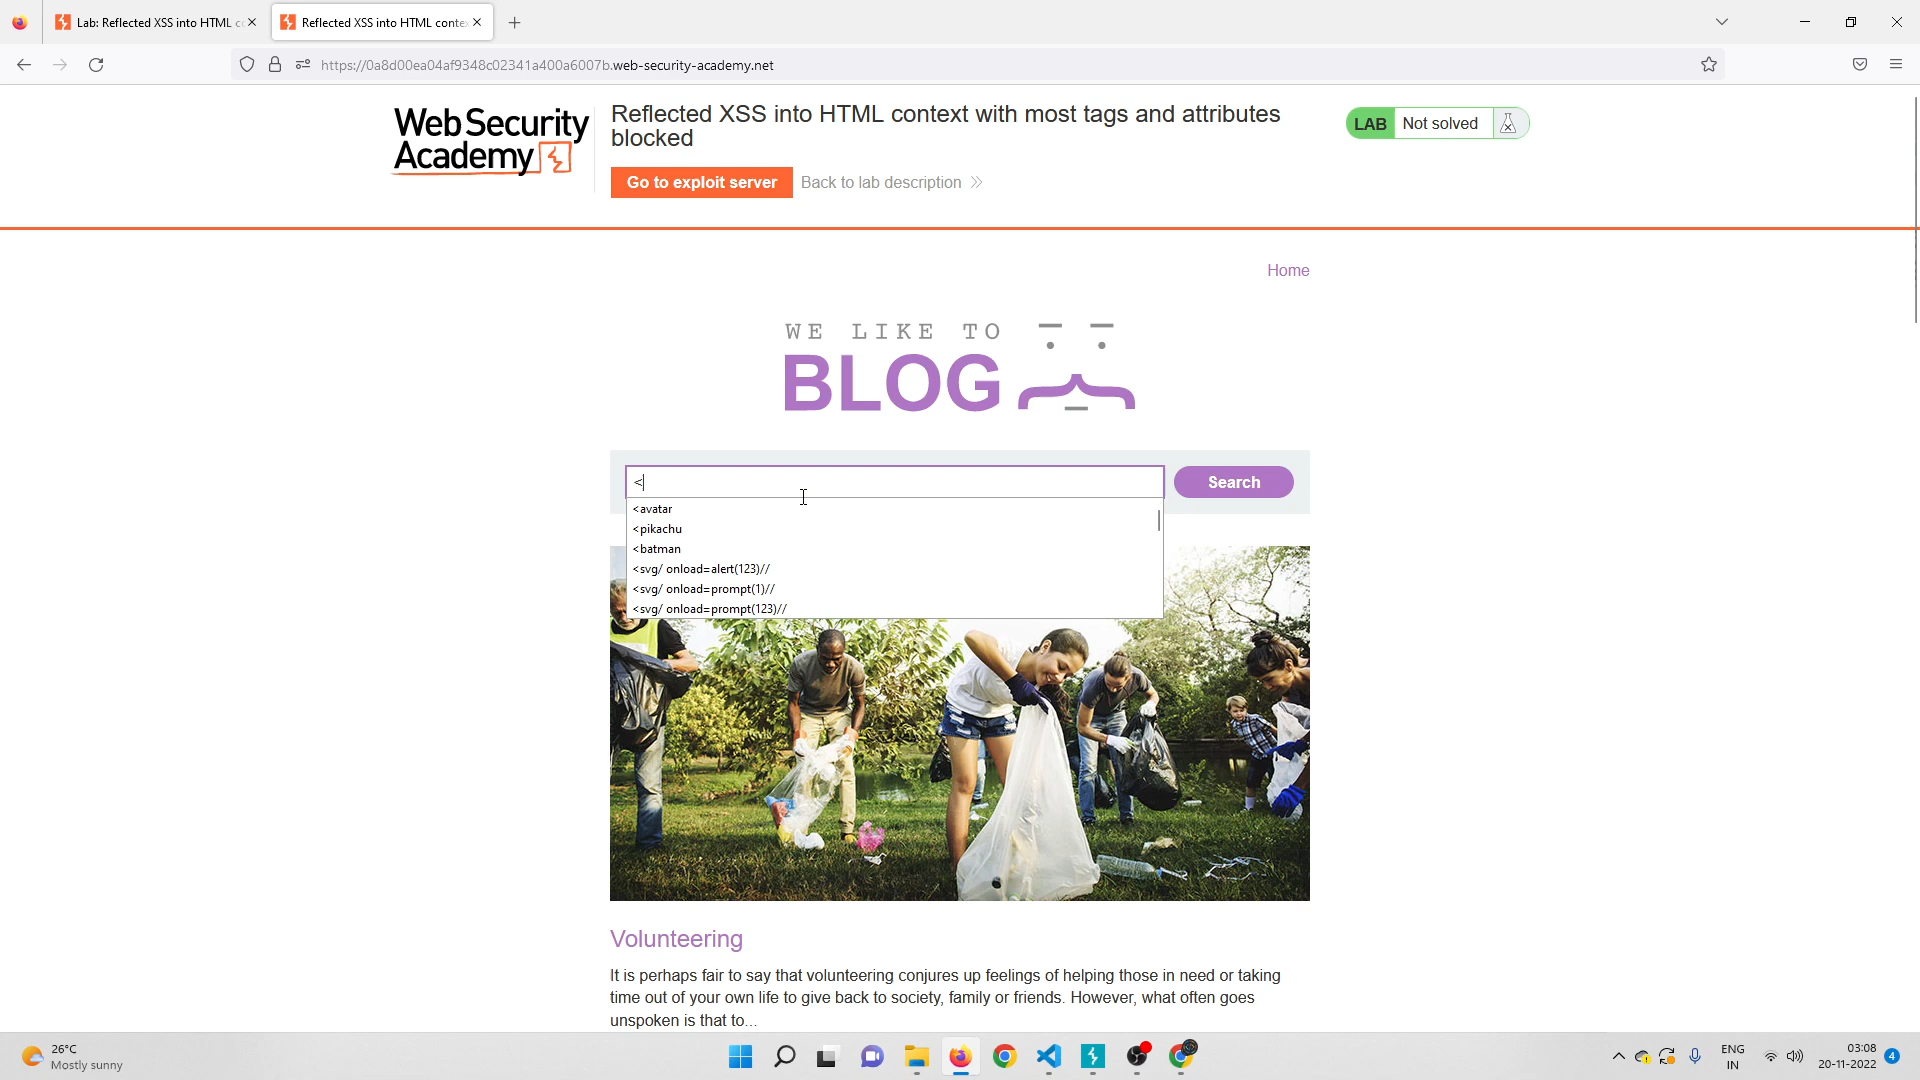 Lab: Reflected XSS into HTML c
Reflected XSS into HTML conte
https://0a8d00ea04af9348c02341a400a6007b.web-security-academy.net
Web Security
Academy
Reflected XSS into HTML context with most tags and attributes
blocked
LAB Not solved
Go to exploit server Back to lab description
Home
WE LIKE TO
BLOG
<
Search
<avatar
<pikachu
<batman
<svg/ onload=alert(123)//
<svg/ onload=prompt(1)//
<svg/ onload=prompt(123)//
Volunteering
It is perhaps fair to say that volunteering conjures up feelings of helping those in need or taking
time out of your own life to give back to society, family or friends. However, what often goes
unspoken is that to...
26°C
Mostly sunny
ENG
IN
03:08
20-11-2022
4